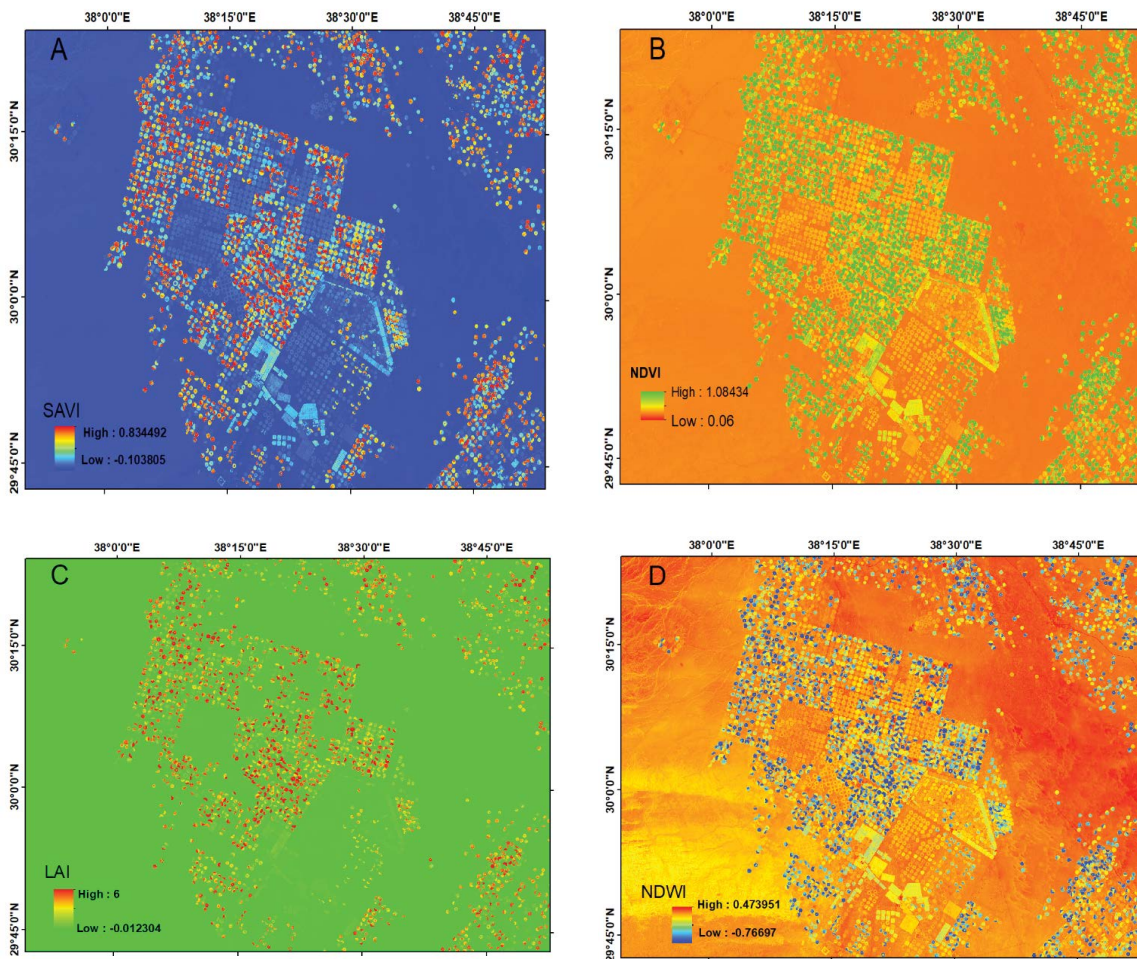 38°0'0"E 38°15'0"E 38°30'0"E 38°45'0"E
A
30°15'0"N
30°0'0"N
29°45'0"N
SAVI
High : 0.834492
Low : -0.103805
38°0'0"E 38°15'0"E 38°30'0"E 38°45'0"E
B
30°15'0"N
30°0'0"N
29°45'0"N
NDVI
High : 1.08434
Low : 0.06
38°0'0"E 38°15'0"E 38°30'0"E 38°45'0"E
C
30°15'0"N
30°0'0"N
29°45'0"N
LAI
High : 6
Low : -0.012304
38°0'0"E 38°15'0"E 38°30'0"E 38°45'0"E
D
30°15'0"N
30°0'0"N
29°45'0"N
NDWI
High : 0.473951
Low : -0.76697